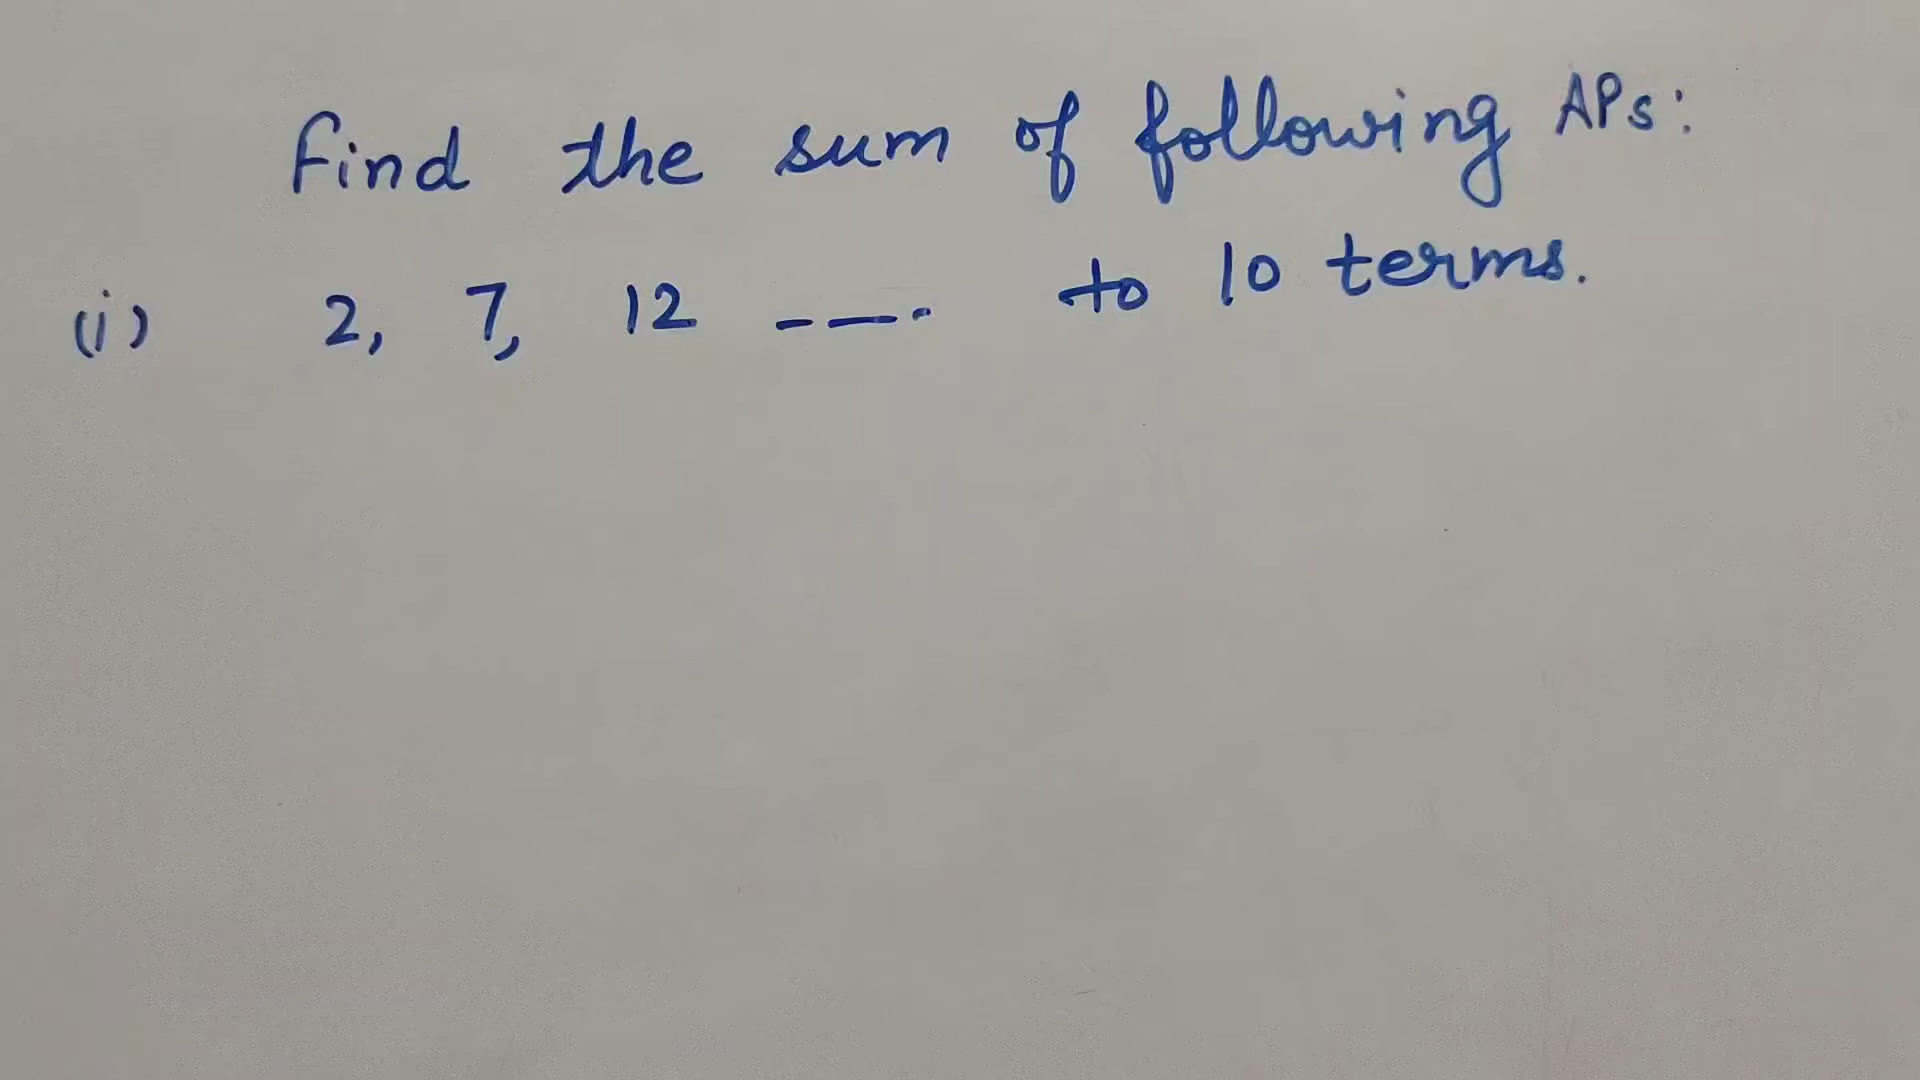 Find the sum of following APs:
(i) 2, 7, 12 ---. to 10 terms.